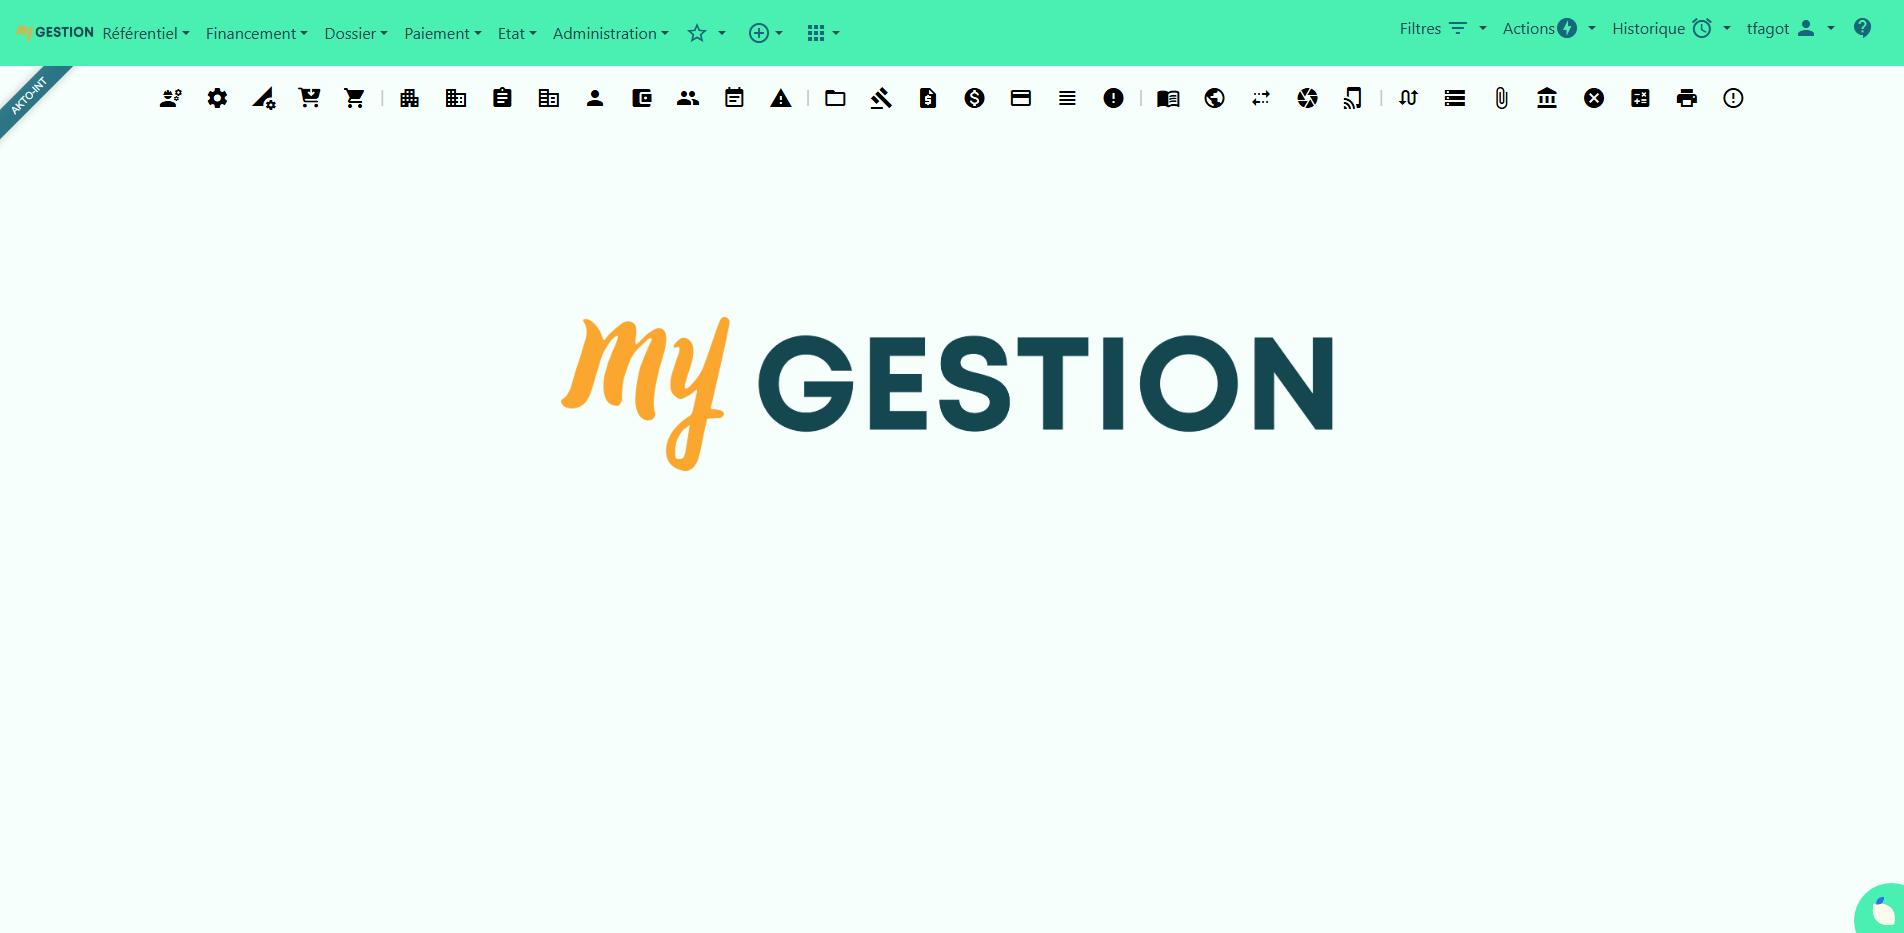 my GESTION Référentiel Financement Dossier Paiement Etat Administration Filtres Actions Historique tfagot
AKTO-INT
my GESTION